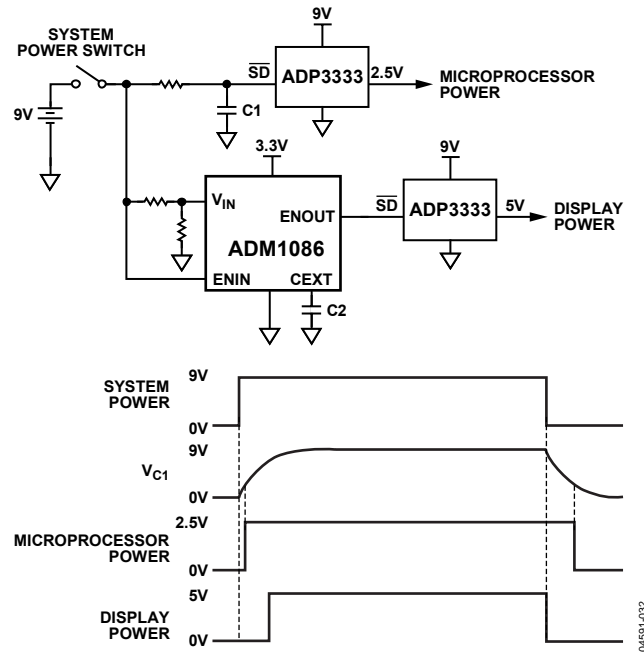 SYSTEM
POWER SWITCH
9V
C1
SD
9V
ADP3333
2.5V
MICROPROCESSOR
POWER
3.3V
VIN
ENOUT
ADM1086
ENIN
CEXT
C2
SD
9V
ADP3333
5V
DISPLAY
POWER
SYSTEM
POWER
9V
0V
VC1
9V
0V
MICROPROCESSOR
POWER
2.5V
0V
DISPLAY
POWER
5V
0V
04591-032